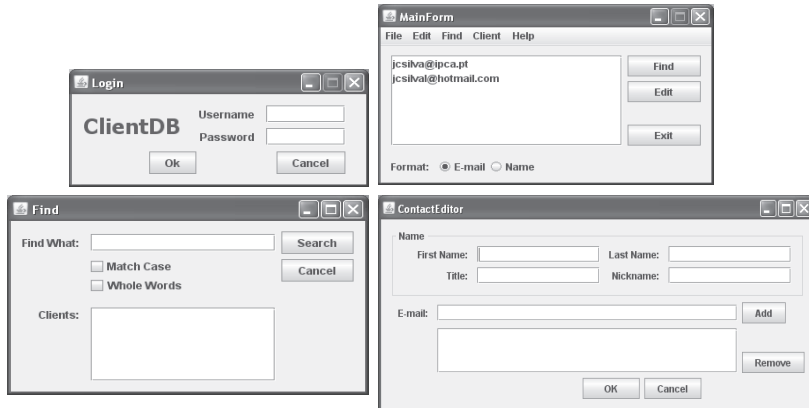 Login
ClientDB
Username
Password
Ok
Cancel
MainForm
File Edit Find Client Help
jcsilva@ipca.pt
jcsilval@hotmail.com
Find
Edit
Exit
Format: E-mail Name
Find
Find What:
Search
Match Case
Cancel
Whole Words
Clients:
ContactEditor
Name
First Name: Last Name:
Title: Nickname:
E-mail: Add
Remove
OK Cancel